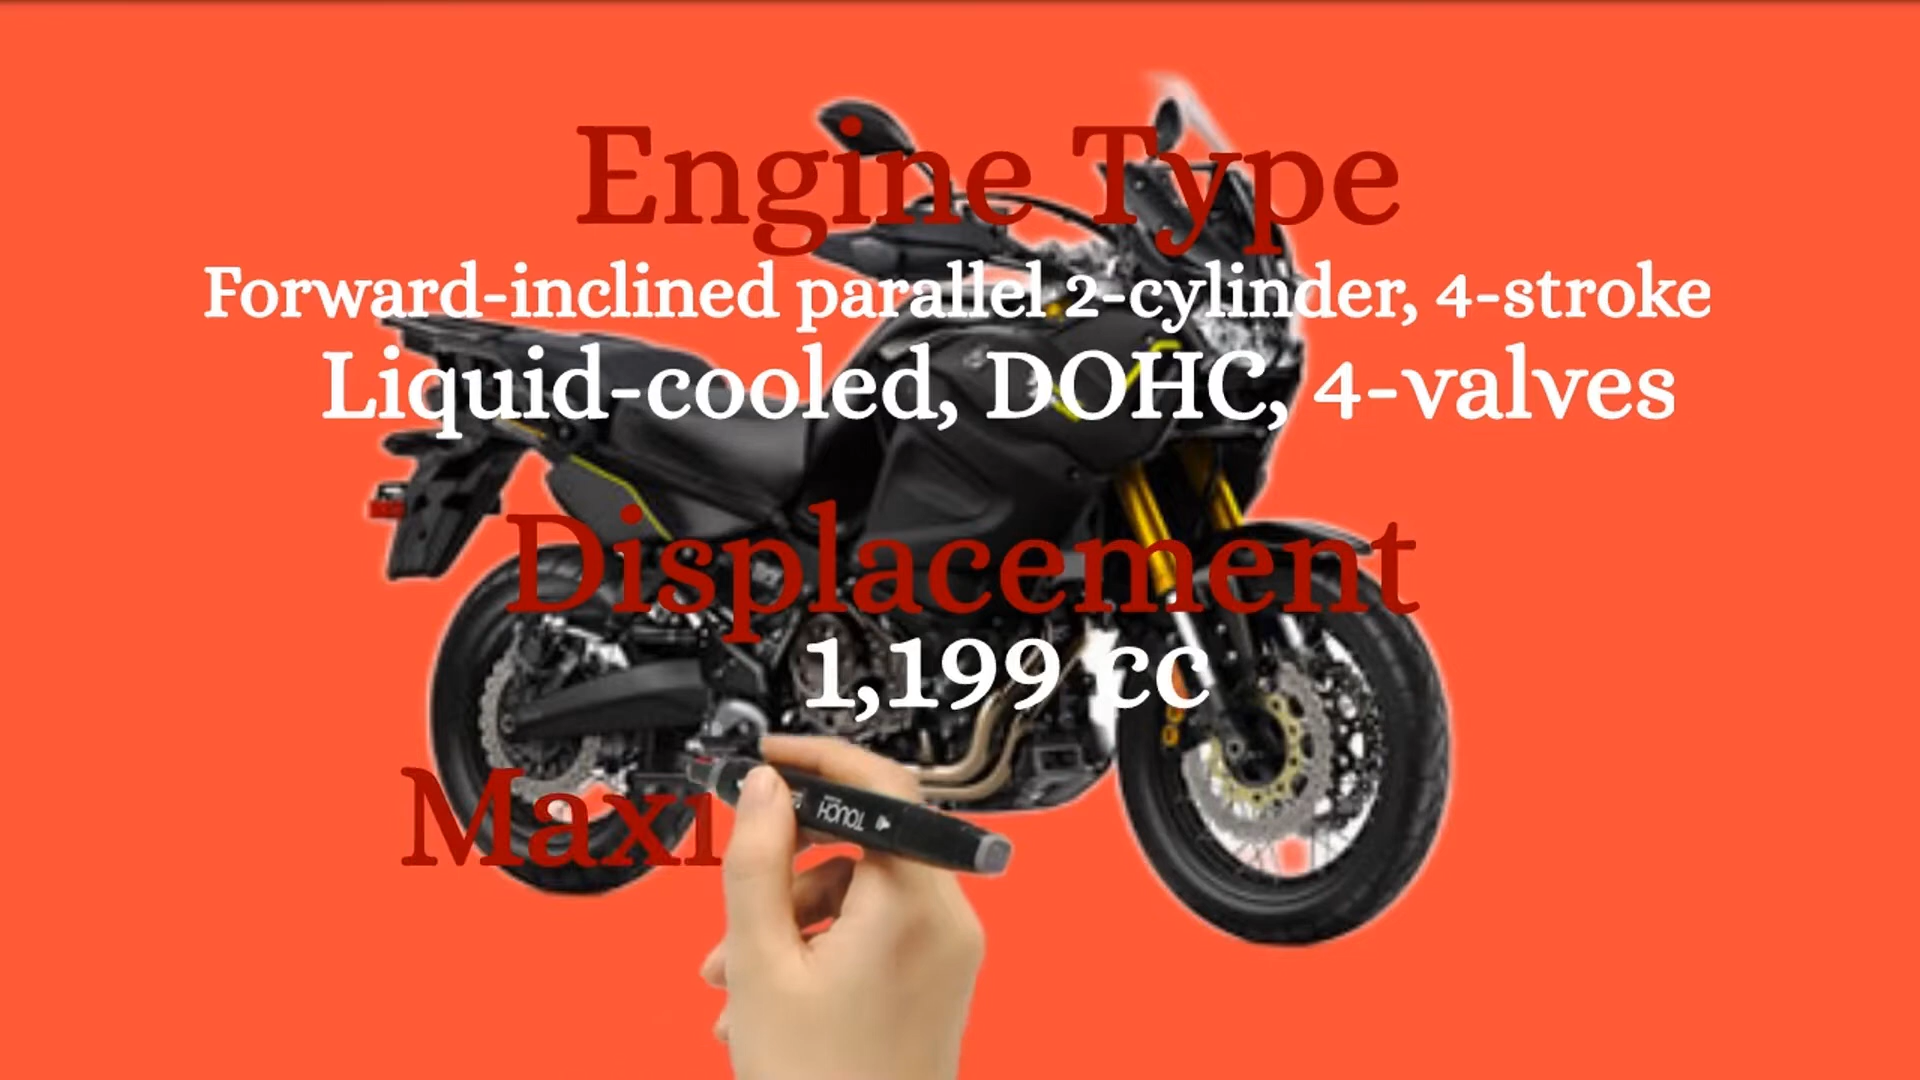 Engine Type
Forward-inclined parallel 2-cylinder, 4-stroke
Liquid-cooled, DOHC, 4-valves
Displacement
1,199 cc
Maxi
TOUCH